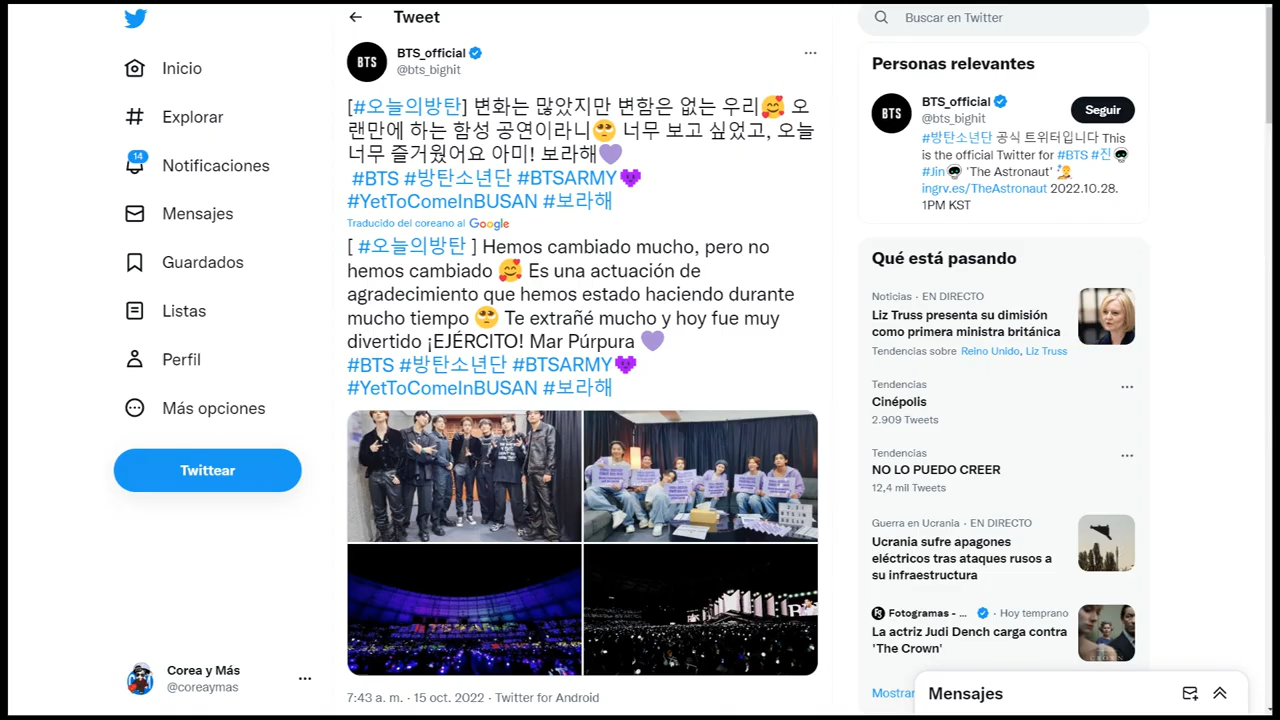 Inicio
Explorar
14
Notificaciones
Mensajes
Guardados
Listas
Perfil
Más opciones
Twittear
Corea y Más
@coreaymas
Tweet
BTS
BTS_official
@bts_bighit
[#오늘의방탄] 변화는 많았지만 변함은 없는 우리🥰 오
랜만에 하는 함성 공연이라니🥺 너무 보고 싶었고, 오늘
너무 즐거웠어요 아미! 보라해💜
#BTS #방탄소년단 #BTSARMY💜
#YetToComeInBUSAN #보라해
Traducido del coreano al Google
[ #오늘의방탄 ] Hemos cambiado mucho, pero no
hemos cambiado 🥰 Es una actuación de
agradecimiento que hemos estado haciendo durante
mucho tiempo 🥺 Te extrañé mucho y hoy fue muy
divertido ¡EJÉRCITO! Mar Púrpura 💜
#BTS #방탄소년단 #BTSARMY💜
#YetToComeInBUSAN #보라해
7:43 a. m. · 15 oct. 2022 · Twitter for Android
Buscar en Twitter
Personas relevantes
BTS
BTS_official
@bts_bighit
Seguir
#방탄소년단 공식 트위터입니다 This
is the official Twitter for #BTS #진
#Jin 'The Astronaut'
ingrv.es/TheAstronaut 2022.10.28.
1PM KST
Qué está pasando
Noticias · EN DIRECTO
Liz Truss presenta su dimisión
como primera ministra británica
Tendencias sobre Reino Unido, Liz Truss
Tendencias
Cinépolis
2.909 Tweets
Tendencias
NO LO PUEDO CREER
12,4 mil Tweets
Guerra en Ucrania · EN DIRECTO
Ucrania sufre apagones
eléctricos tras ataques rusos a
su infraestructura
Fotogramas - ... · Hoy temprano
La actriz Judi Dench carga contra
'The Crown'
Mostrar
Mensajes